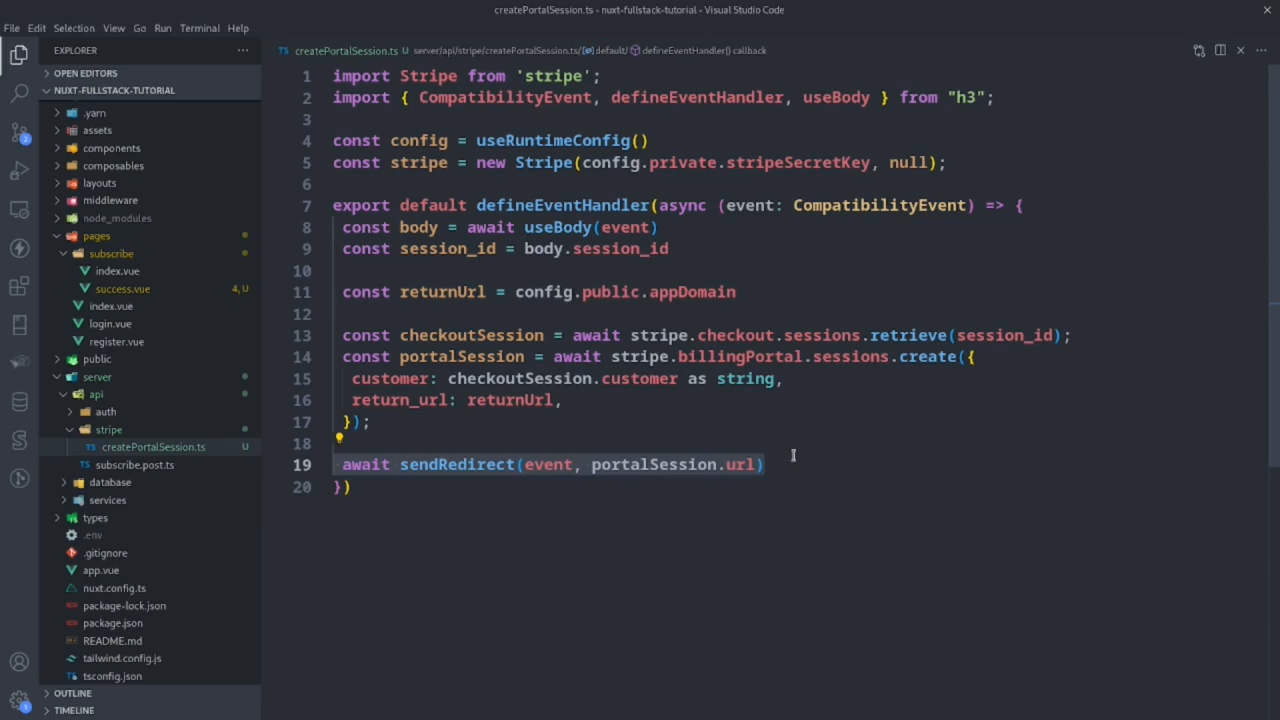 createPortalSession.ts - nuxt-fullstack-tutorial - Visual Studio Code
File Edit Selection View Go Run Terminal Help
EXPLORER
OPEN EDITORS
NUXT-FULLSTACK-TUTORIAL
.yarn
assets
components
composables
layouts
middleware
node_modules
pages
subscribe
index.vue
success.vue 4, U
index.vue
login.vue
register.vue
public
server
api
auth
stripe
TS createPortalSession.ts U
TS subscribe.post.ts
database
services
types
.env
.gitignore
app.vue
nuxt.config.ts
package-lock.json
package.json
README.md
tailwind.config.js
TS tsconfig.json
OUTLINE
TIMELINE
TS createPortalSession.ts U server/api/stripe/createPortalSession.ts/ default/ defineEventHandler() callback
1 import Stripe from 'stripe';
2 import { CompatibilityEvent, defineEventHandler, useBody } from "h3";
3
4 const config = useRuntimeConfig()
5 const stripe = new Stripe(config.private.stripeSecretKey, null);
6
7 export default defineEventHandler(async (event: CompatibilityEvent) => {
8 const body = await useBody(event)
9 const session_id = body.session_id
10
11 const returnUrl = config.public.appDomain
12
13 const checkoutSession = await stripe.checkout.sessions.retrieve(session_id);
14 const portalSession = await stripe.billingPortal.sessions.create({
15 customer: checkoutSession.customer as string,
16 return_url: returnUrl,
17 });
18
19 await sendRedirect(event, portalSession.url)
20 })